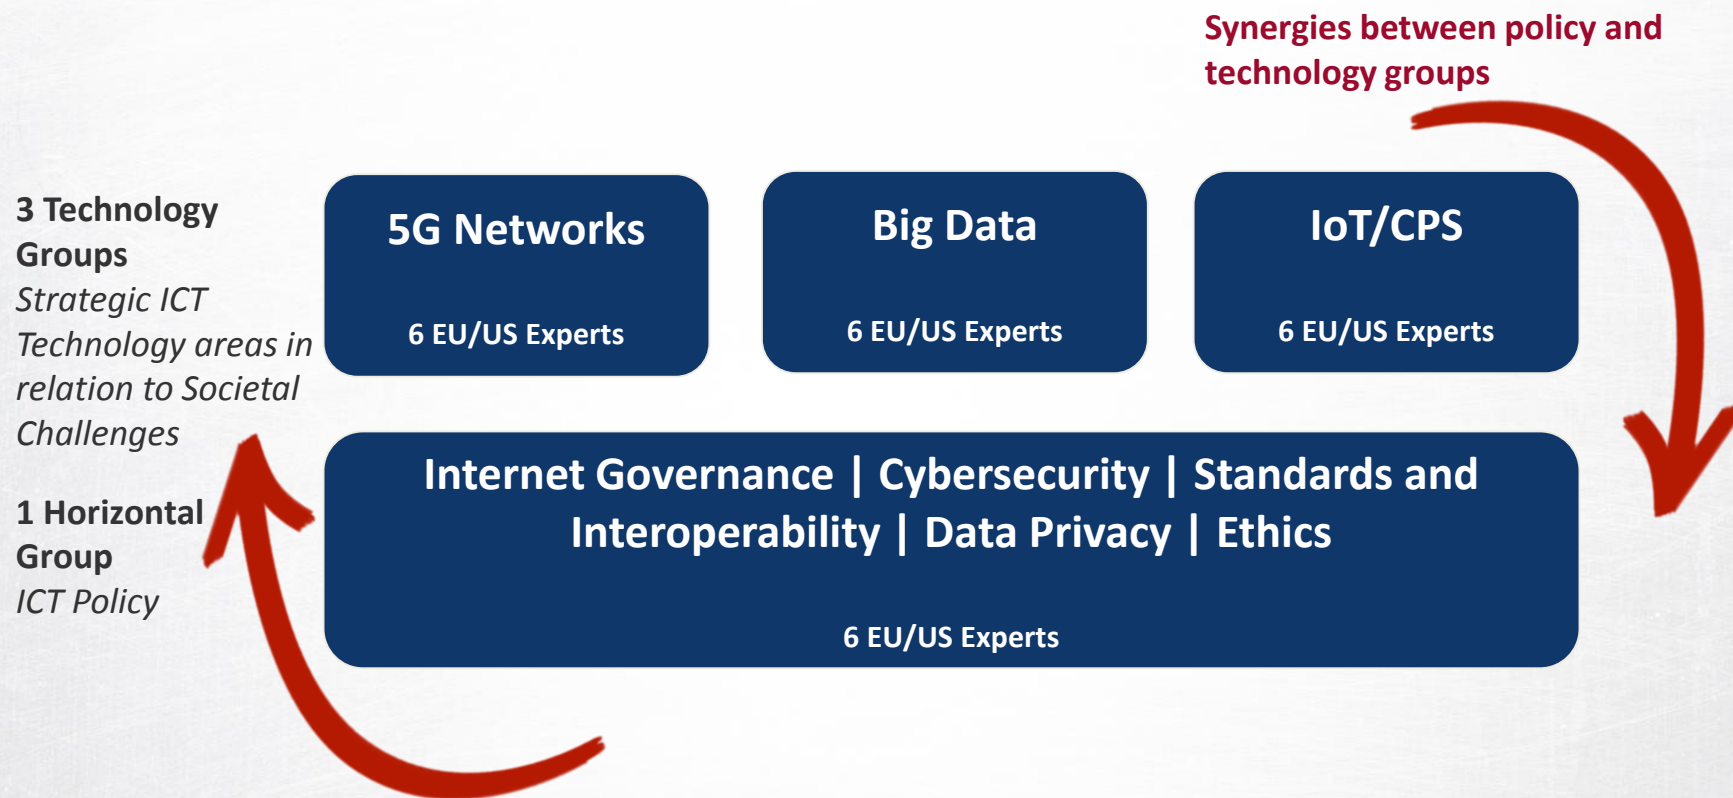 Synergies between policy and
technology groups
3 Technology
Groups
Strategic ICT
Technology areas in
relation to Societal
Challenges
1 Horizontal
Group
ICT Policy
5G Networks
6 EU/US Experts
Big Data
6 EU/US Experts
IoT/CPS
6 EU/US Experts
Internet Governance | Cybersecurity | Standards and
Interoperability | Data Privacy | Ethics
6 EU/US Experts